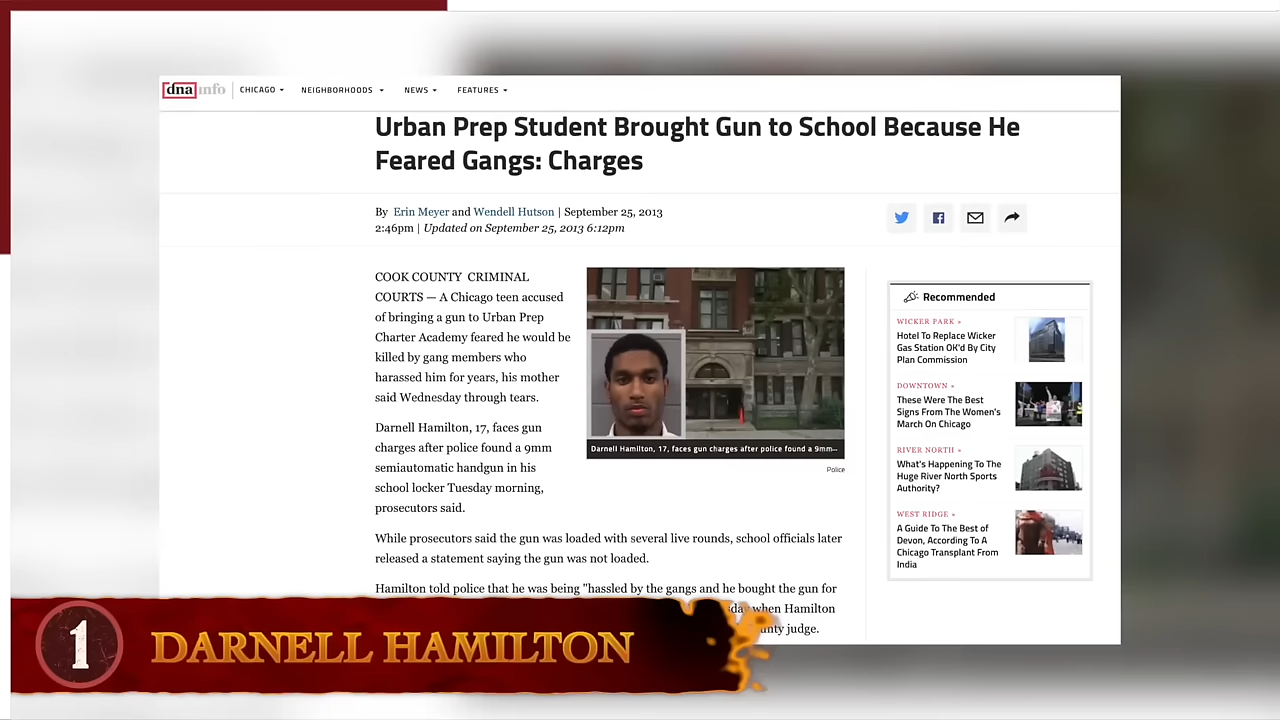 dnainfo
CHICAGO
NEIGHBORHOODS
NEWS
FEATURES
Urban Prep Student Brought Gun to School Because He
Feared Gangs: Charges
By Erin Meyer and Wendell Hutson | September 25, 2013
2:46pm | Updated on September 25, 2013 6:12pm
COOK COUNTY CRIMINAL
COURTS — A Chicago teen accused
of bringing a gun to Urban Prep
Charter Academy feared he would be
killed by gang members who
harassed him for years, his mother
said Wednesday through tears.
Darnell Hamilton, 17, faces gun
charges after police found a 9mm
semiautomatic handgun in his
school locker Tuesday morning,
prosecutors said.
Darnell Hamilton, 17, faces gun charges after police found a 9mm—
Police
While prosecutors said the gun was loaded with several live rounds, school officials later
released a statement saying the gun was not loaded.
Hamilton told police that he was being "hassled by the gangs and he bought the gun for
when Hamilton
judge.
Recommended
WICKER PARK »
Hotel To Replace Wicker
Gas Station OK'd By City
Plan Commission
DOWNTOWN »
These Were The Best
Signs From The Women's
March On Chicago
RIVER NORTH »
What's Happening To The
Huge River North Sports
Authority?
WEST RIDGE »
A Guide To The Best of
Devon, According To A
Chicago Transplant From
India
1 DARNELL HAMILTON